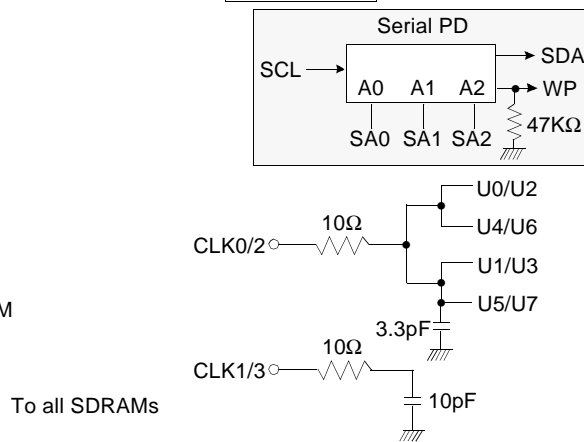 Serial PD
SCL
SDA
WP
A0 A1 A2
47KΩ
SA0 SA1 SA2
U0/U2
10Ω
U4/U6
CLK0/2
U1/U3
U5/U7
3.3pF
10Ω
CLK1/3
10pF
To all SDRAMs